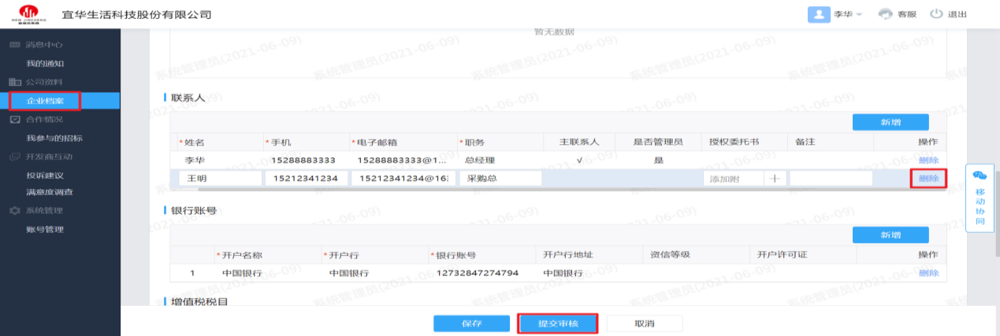 宜华生活科技股份有限公司
李华 客服 退出
消息中心
我的通知
公司资料
企业档案
合作情况
我参与的招标
开发商互动
投诉建议
满意度调查
系统管理
账号管理
暂无数据
联系人
新增
*姓名 *手机 *电子邮箱 *职务 主联系人 是否管理员 授权委托书 备注 操作
李华 15288883333 15288883333@1... 总经理 √ 是 删除
王明 15212341234 15212341234@163 采购总 添加附 删除
银行账号
新增
*开户名称 *开户行 *银行账号 开户行地址 资信等级 开户许可证 操作
1 中国银行 中国银行 12732847274794 中国银行 删除
增值税税目
保存 提交审核 取消
移动协同
系统管理员(2021-06-09)